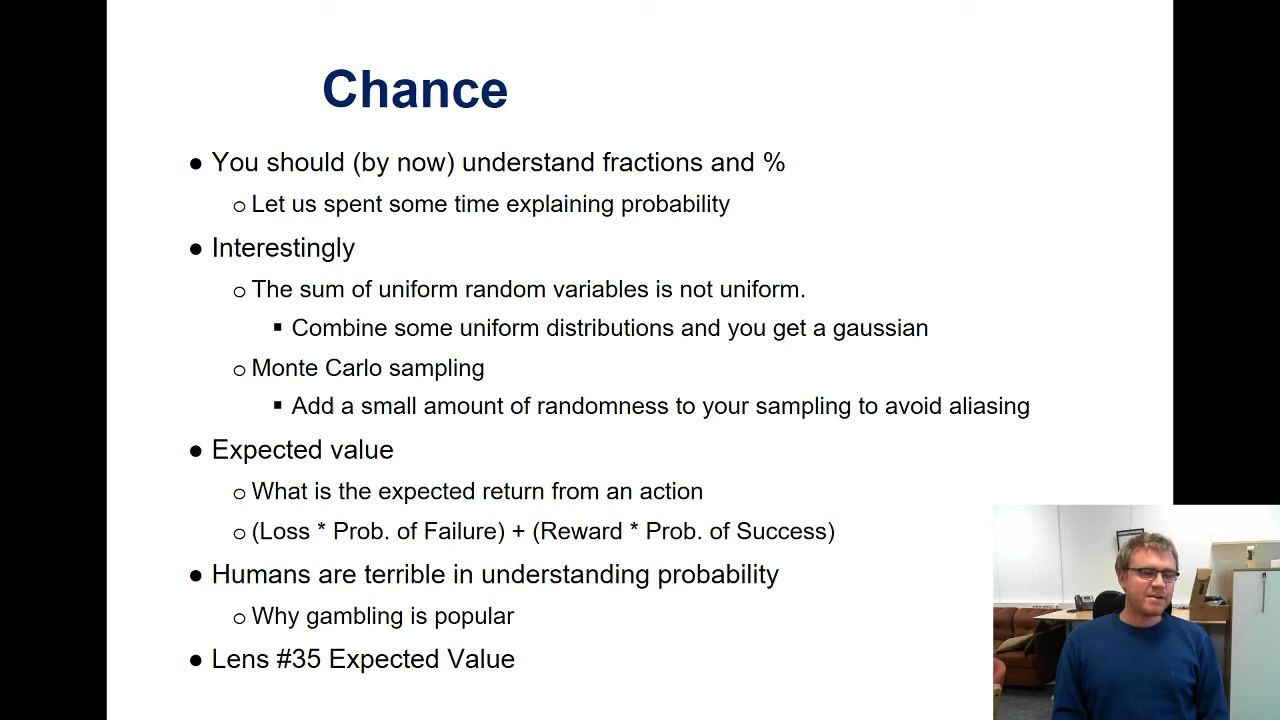 Chance
● You should (by now) understand fractions and %
o Let us spent some time explaining probability
● Interestingly
o The sum of uniform random variables is not uniform.
▪ Combine some uniform distributions and you get a gaussian
o Monte Carlo sampling
▪ Add a small amount of randomness to your sampling to avoid aliasing
● Expected value
o What is the expected return from an action
o (Loss * Prob. of Failure) + (Reward * Prob. of Success)
● Humans are terrible in understanding probability
o Why gambling is popular
● Lens #35 Expected Value